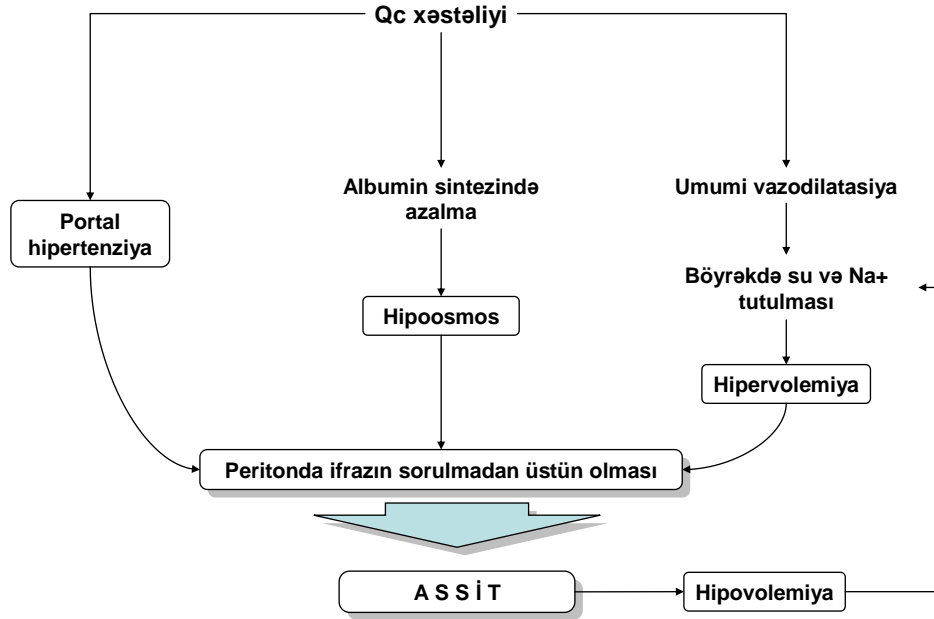 Qc xəstəliyi
Portal
hipertenziya
Albumin sintezində
azalma
Hipoosmos
Umumi vazodilatasiya
Böyrəkdə su və Na+
tutulması
Hipervolemiya
Peritonda ifrazın sorulmadan üstün olması
A S S İ T
Hipovolemiya